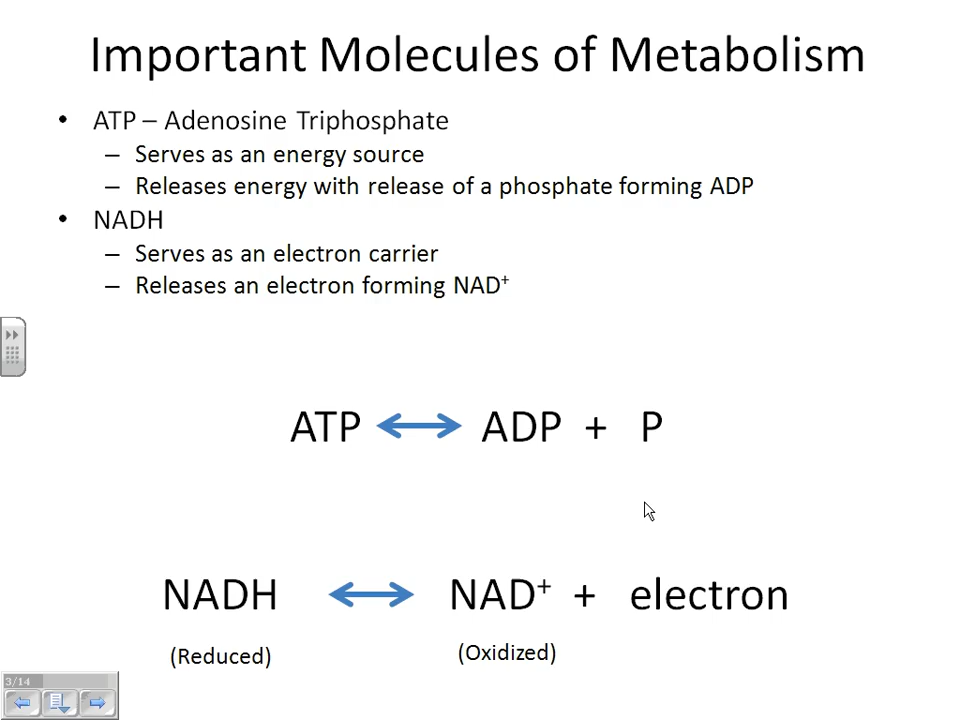 Important Molecules of Metabolism
• ATP – Adenosine Triphosphate
– Serves as an energy source
– Releases energy with release of a phosphate forming ADP
• NADH
– Serves as an electron carrier
– Releases an electron forming NAD⁺
ATP ⟷ ADP + P
NADH ⟷ NAD⁺ + electron
(Reduced) (Oxidized)
3/14